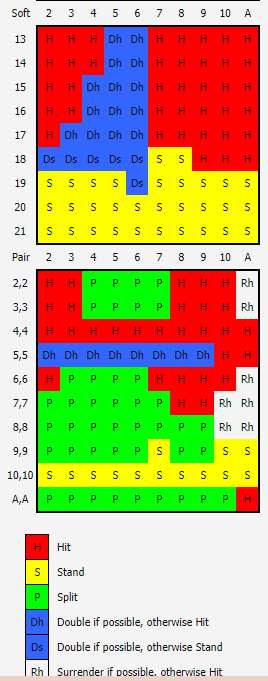 Soft 2 3 4 5 6 7 8 9 10 A
13 H H H Dh Dh H H H H H
14 H H H Dh Dh H H H H H
15 H H Dh Dh Dh H H H H H
16 H H Dh Dh Dh H H H H H
17 H Dh Dh Dh Dh H H H H H
18 Ds Ds Ds Ds Ds S S H H H
19 S S S S Ds S S S S S
20 S S S S S S S S S S
21 S S S S S S S S S S
Pair 2 3 4 5 6 7 8 9 10 A
2,2 H H P P P P H H H Rh
3,3 H H P P P P H H H Rh
4,4 H H H H H H H H H H
5,5 Dh Dh Dh Dh Dh Dh Dh Dh H H
6,6 H P P P P H H H H Rh
7,7 P P P P P P H H Rh Rh
8,8 P P P P P P P P Rh Rh
9,9 P P P P P S P P S S
10,10 S S S S S S S S S S
A,A P P P P P P P P P H
H Hit
S Stand
P Split
Dh Double if possible, otherwise Hit
Ds Double if possible, otherwise Stand
Rh Surrender if possible, otherwise Hit